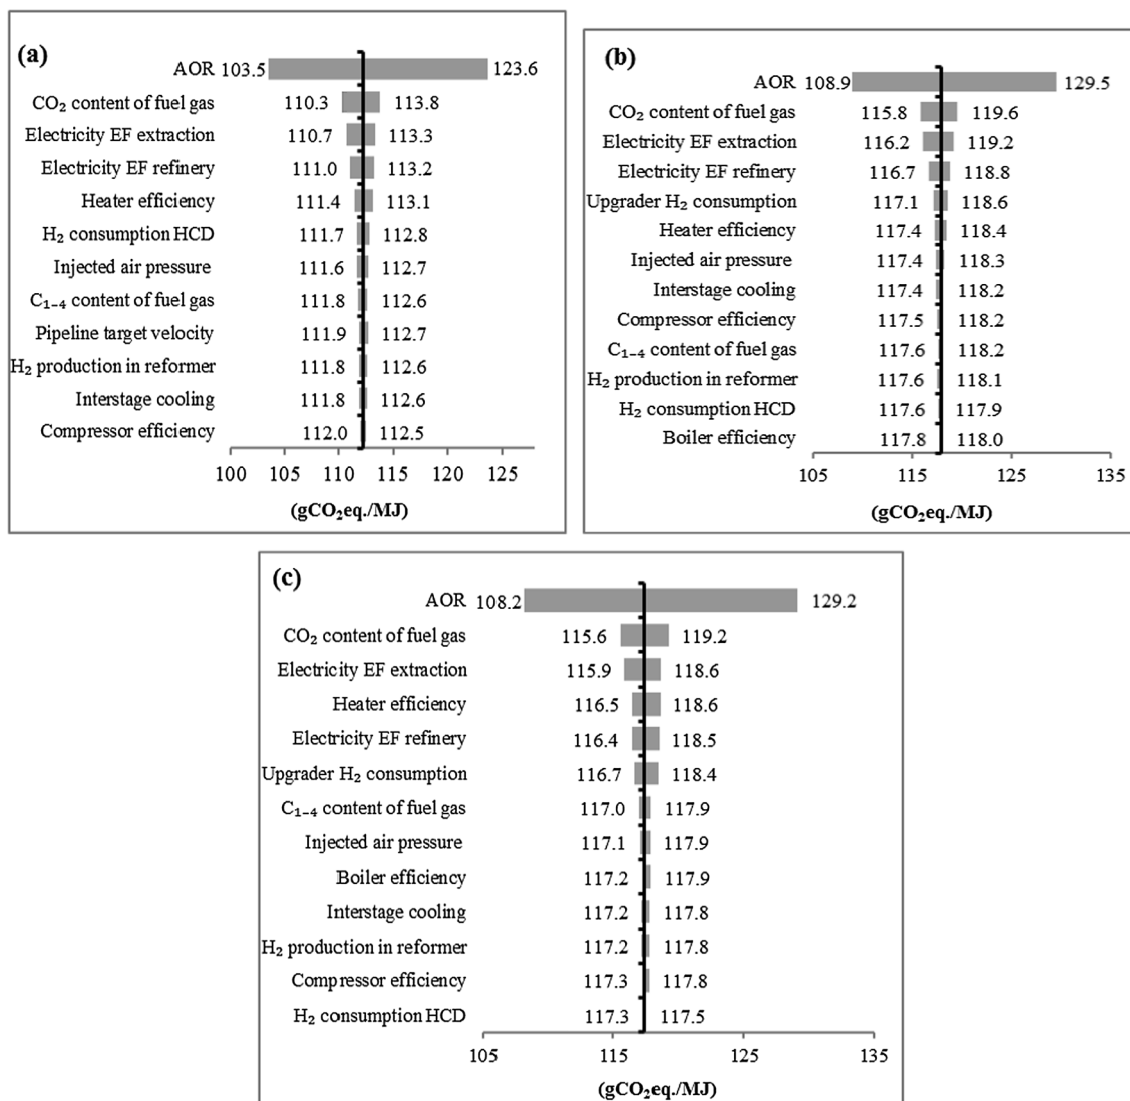 (a)
AOR 103.5 123.6
CO₂ content of fuel gas 110.3 113.8
Electricity EF extraction 110.7 113.3
Electricity EF refinery 111.0 113.2
Heater efficiency 111.4 113.1
H₂ consumption HCD 111.7 112.8
Injected air pressure 111.6 112.7
C₁₋₄ content of fuel gas 111.8 112.6
Pipeline target velocity 111.9 112.7
H₂ production in reformer 111.8 112.6
Interstage cooling 111.8 112.6
Compressor efficiency 112.0 112.5
100 105 110 115 120 125
(gCO₂eq./MJ)
(b)
AOR 108.9 129.5
CO₂ content of fuel gas 115.8 119.6
Electricity EF extraction 116.2 119.2
Electricity EF refinery 116.7 118.8
Upgrader H₂ consumption 117.1 118.6
Heater efficiency 117.4 118.4
Injected air pressure 117.4 118.3
Interstage cooling 117.4 118.2
Compressor efficiency 117.5 118.2
C₁₋₄ content of fuel gas 117.6 118.2
H₂ production in reformer 117.6 118.1
H₂ consumption HCD 117.6 117.9
Boiler efficiency 117.8 118.0
105 115 125 135
(gCO₂eq./MJ)
(c)
AOR 108.2 129.2
CO₂ content of fuel gas 115.6 119.2
Electricity EF extraction 115.9 118.6
Heater efficiency 116.5 118.6
Electricity EF refinery 116.4 118.5
Upgrader H₂ consumption 116.7 118.4
C₁₋₄ content of fuel gas 117.0 117.9
Injected air pressure 117.1 117.9
Boiler efficiency 117.2 117.9
Interstage cooling 117.2 117.8
H₂ production in reformer 117.2 117.8
Compressor efficiency 117.3 117.8
H₂ consumption HCD 117.3 117.5
105 115 125 135
(gCO₂eq./MJ)